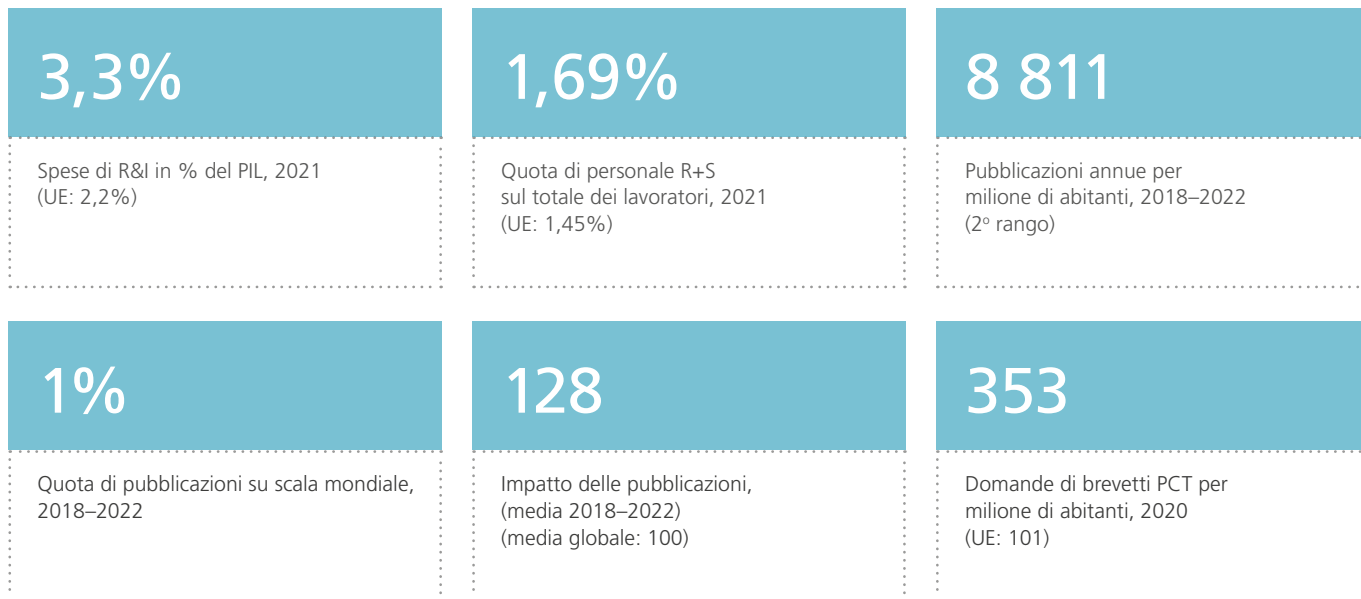 3,3%
Spese di R&I in % del PIL, 2021
(UE: 2,2%)
1,69%
Quota di personale R+S
sul totale dei lavoratori, 2021
(UE: 1,45%)
8 811
Pubblicazioni annue per
milione di abitanti, 2018–2022
(2º rango)
1%
Quota di pubblicazioni su scala mondiale,
2018–2022
128
Impatto delle pubblicazioni,
(media 2018–2022)
(media globale: 100)
353
Domande di brevetti PCT per
milione di abitanti, 2020
(UE: 101)